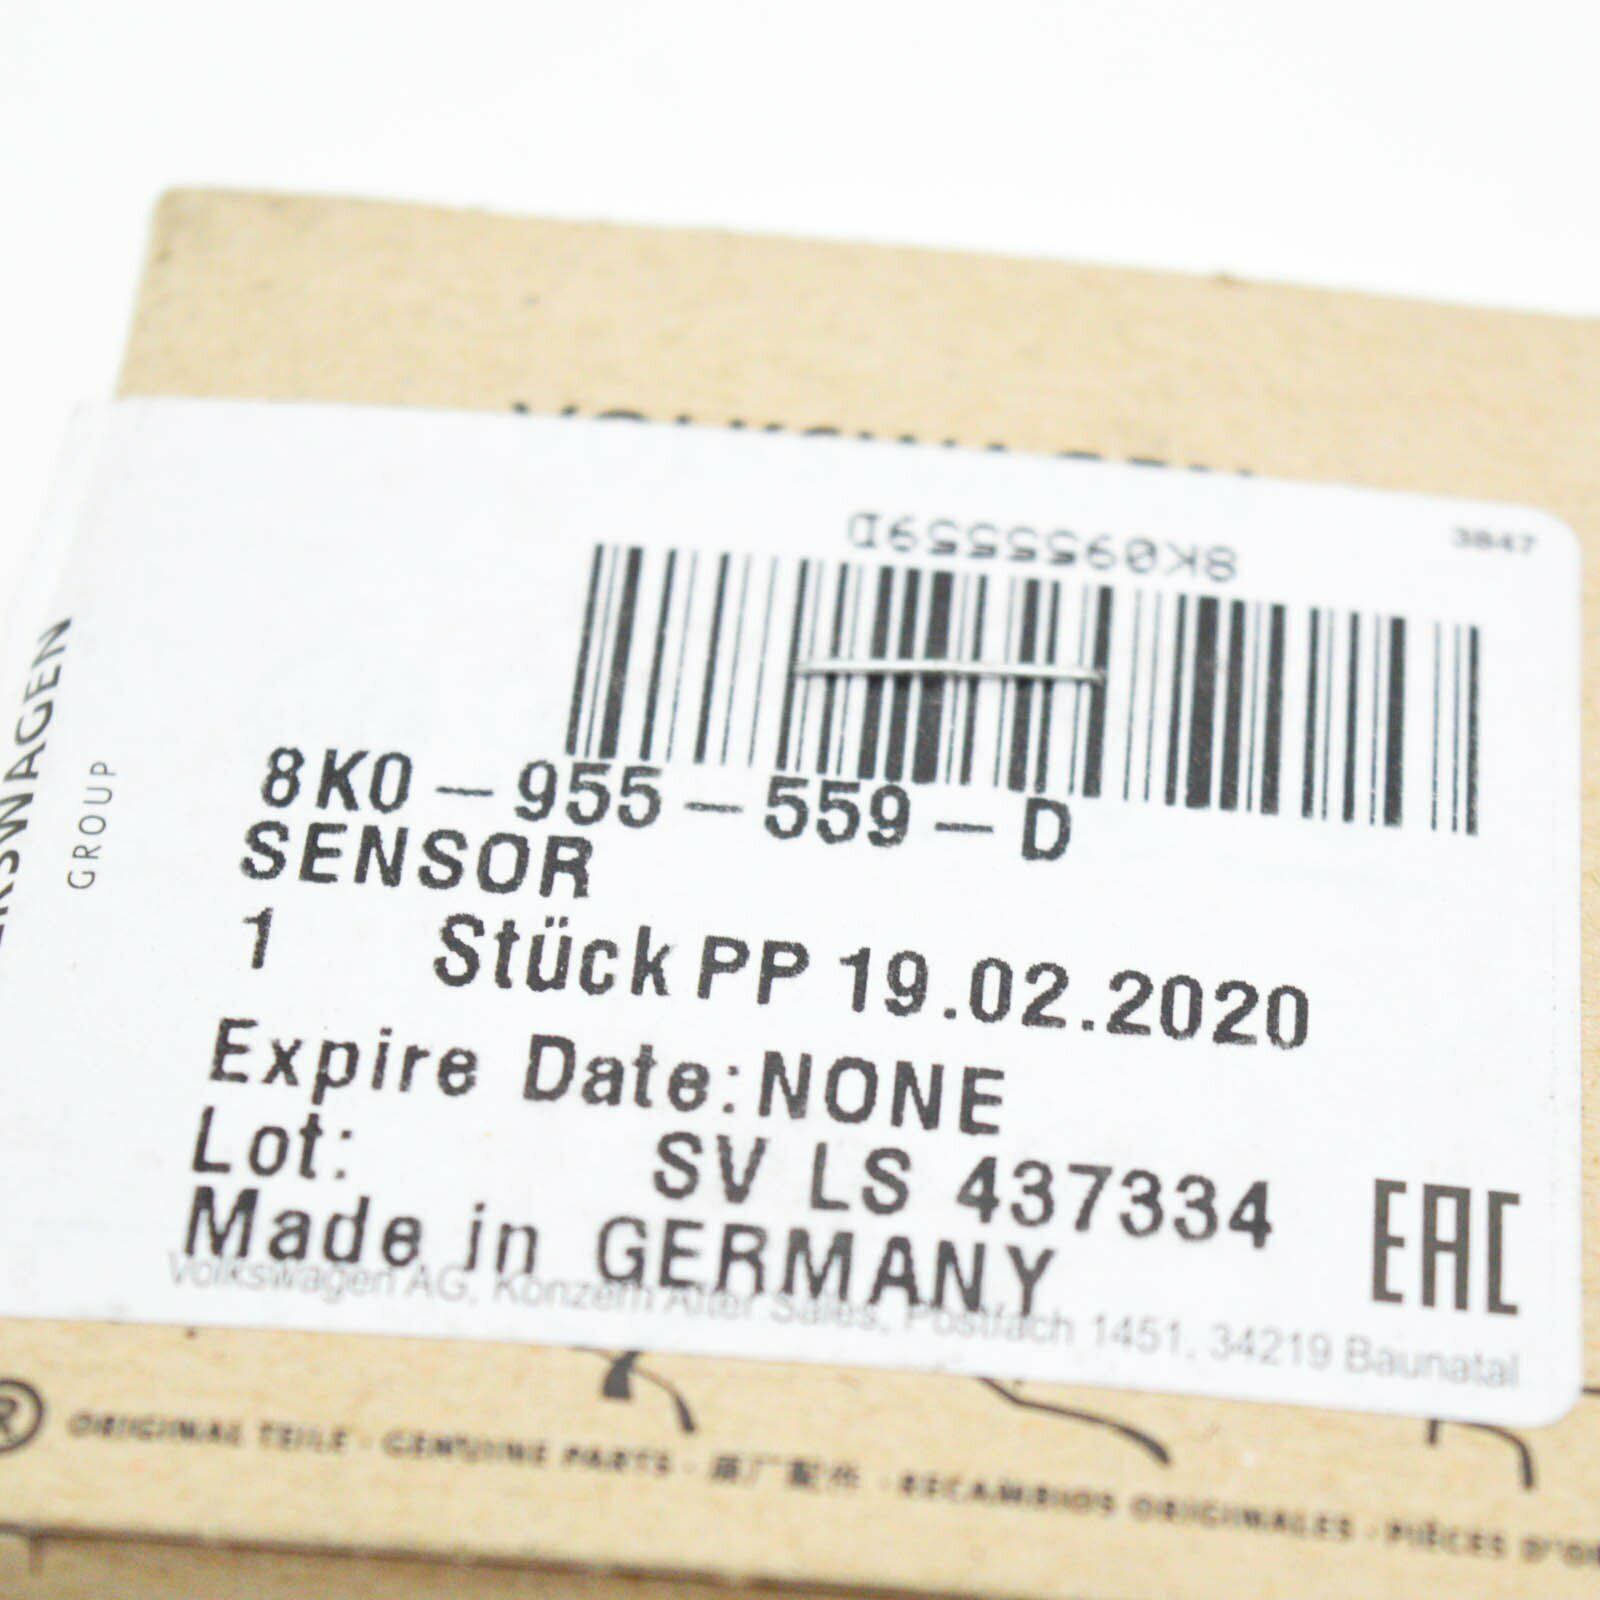 3847
8K0955559D
8K0-955-559-D
SENSOR
1 Stück PP 19.02.2020
Expire Date:NONE
Lot: SV LS 437334
Made in GERMANY
EAC
Volkswagen AG, Konzern After Sales, Postfach 1451, 34219 Baunatal
GROUP
® ORIGINAL TEILE · GENUINE PARTS · 原厂配件 · RECAMBIOS ORIGINALES · PIÈCES